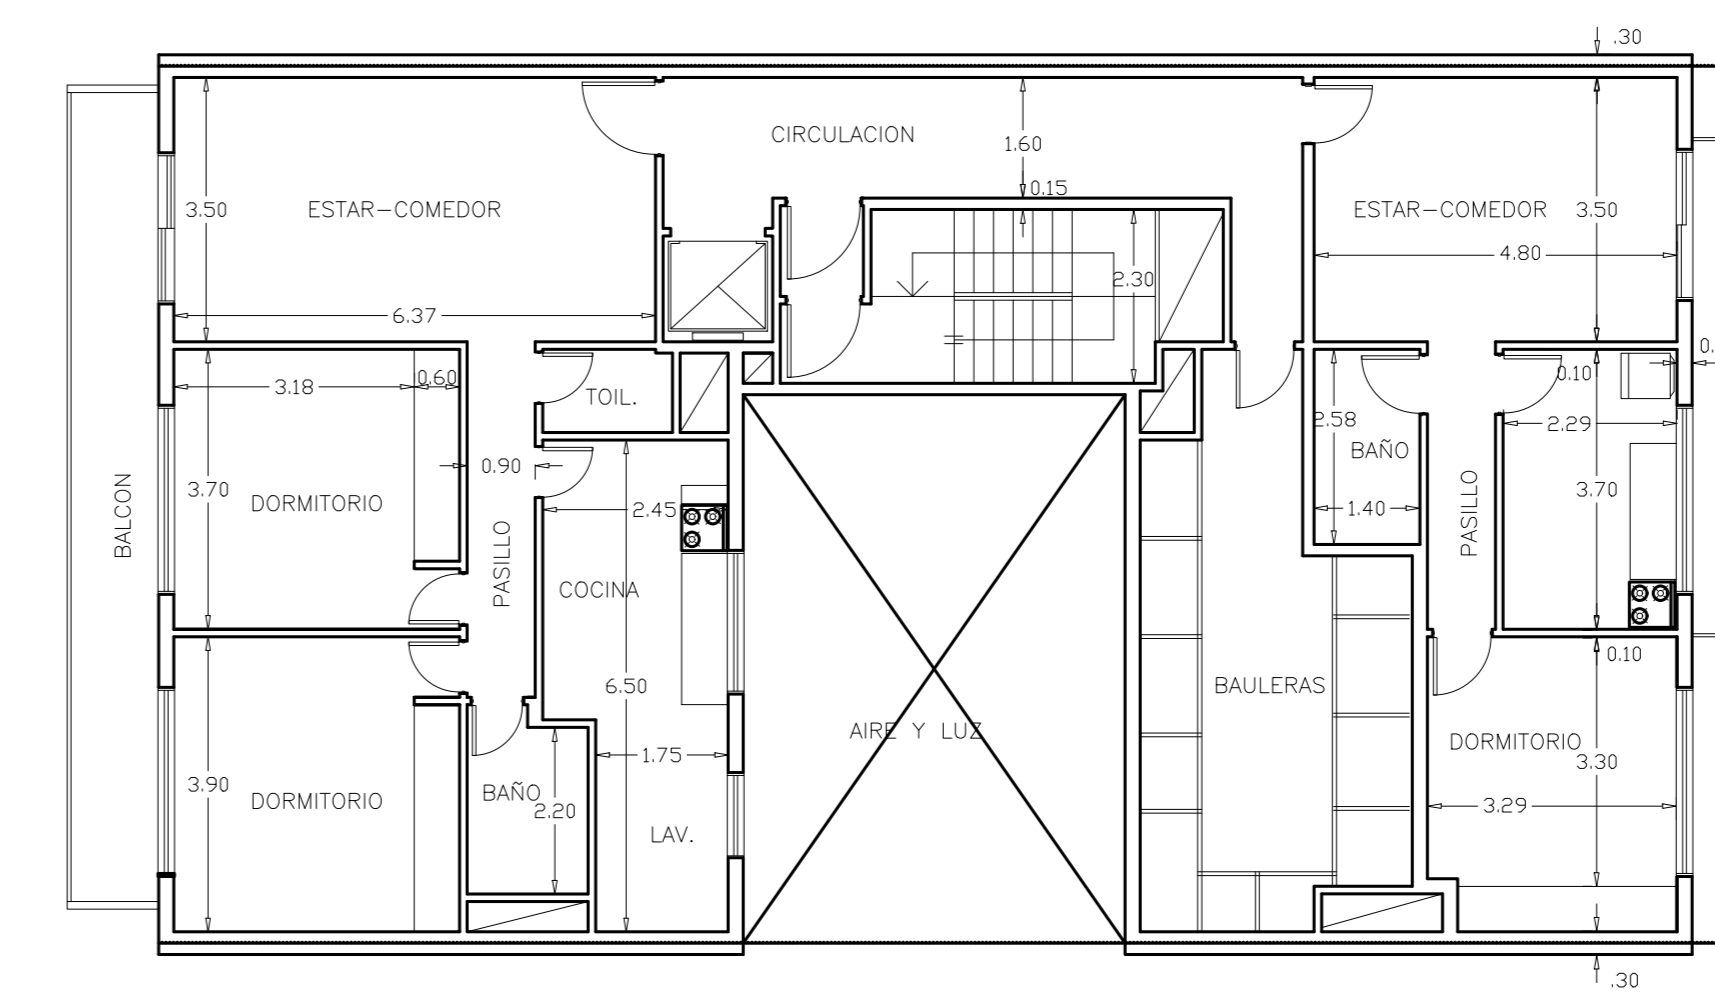 .30
CIRCULACION
1.60
0.15
3.50
ESTAR-COMEDOR
ESTAR-COMEDOR
3.50
4.80
2.30
6.37
0.
3.18
0.60
TOIL.
0.10
2.58
2.29
BAÑO
0.90
3.70
DORMITORIO
2.45
1.40
3.70
BALCON
PASILLO
PASILLO
COCINA
0.10
6.50
BAULERAS
AIRE Y LUZ
DORMITORIO
3.30
1.75
3.90
DORMITORIO
BAÑO
2.20
3.29
LAV.
.30